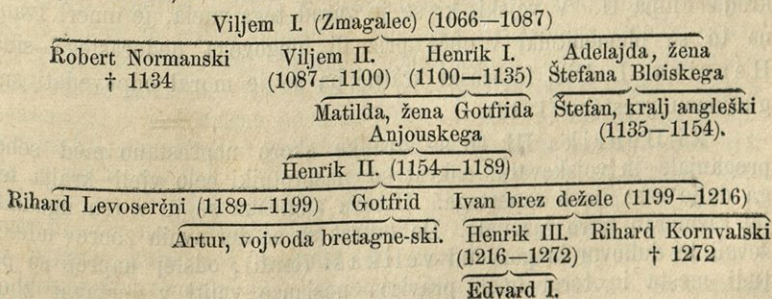 Viljem I. (Zmagalec) (1066—1087)
Robert Normanski Viljem II. Henrik I. Adelajda, žena
† 1134 (1087—1100) (1100—1135) Štefana Bloiskega
Matilda, žena Gotfrida Štefan, kralj angleški
Anjouskega (1135—1154).
Henrik II. (1154—1189)
Rihard Levoserčni (1189—1199) Gotfrid Ivan brez dežele (1199—1216)
Artur, vojvoda bretagne-ski. Henrik III. Rihard Kornvalski
(1216—1272) † 1272
Edvard I.